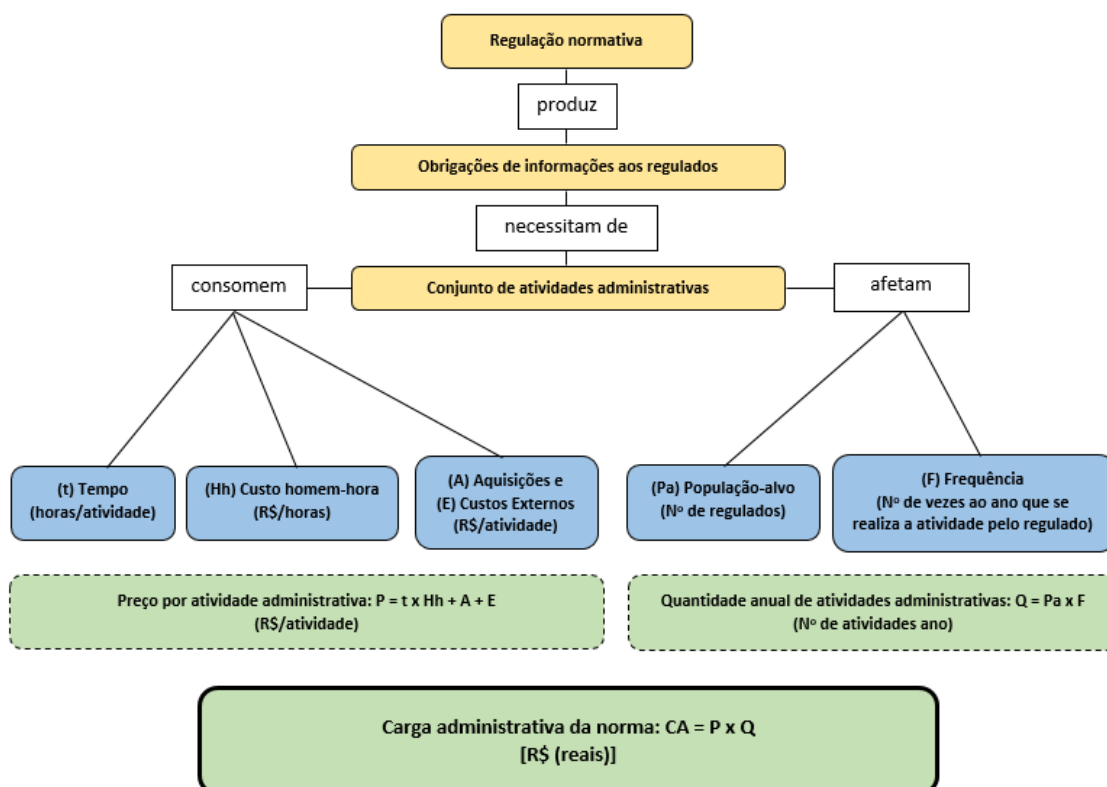 Regulação normativa
produz
Obrigações de informações aos regulados
necessitam de
consomem
Conjunto de atividades administrativas
afetam
(t) Tempo
(horas/atividade)
(Hh) Custo homem-hora
(R$/horas)
(A) Aquisições e
(E) Custos Externos
(R$/atividade)
(Pa) População-alvo
(Nº de regulados)
(F) Frequência
(Nº de vezes ao ano que se
realiza a atividade pelo regulado)
Preço por atividade administrativa: P = t x Hh + A + E
(R$/atividade)
Quantidade anual de atividades administrativas: Q = Pa x F
(Nº de atividades ano)
Carga administrativa da norma: CA = P x Q
[R$ (reais)]